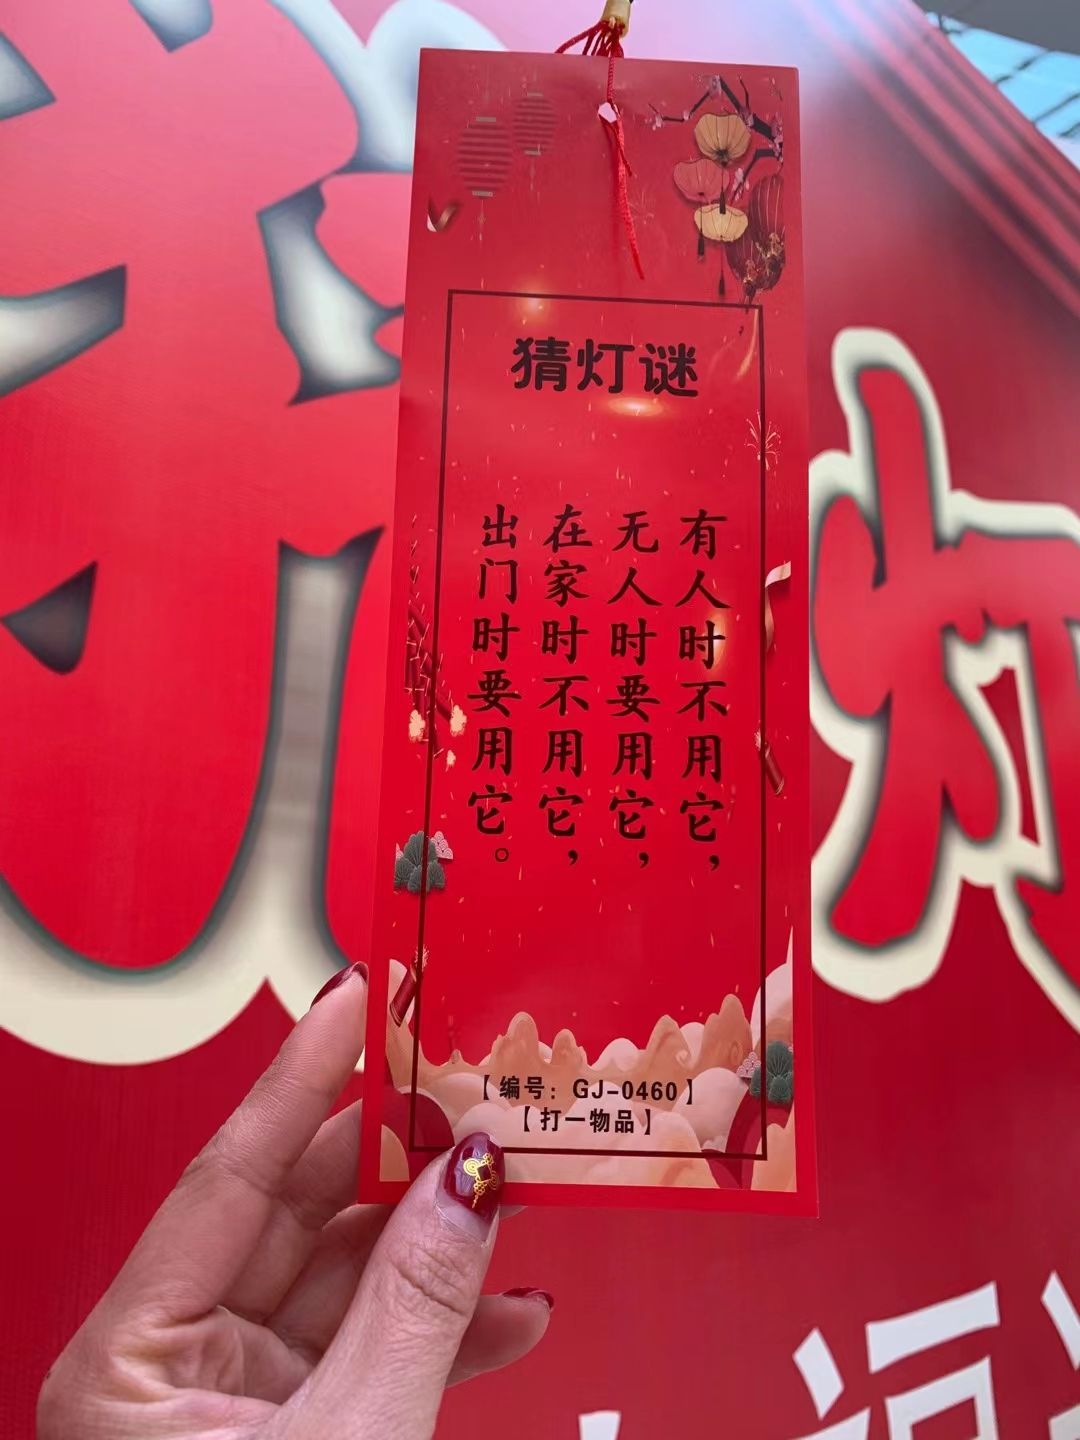 猜灯谜
有人时不用它，
无人时要用它，
在家时不用它，
出门时要用它。
【编号：GJ-0460】
【打一物品】